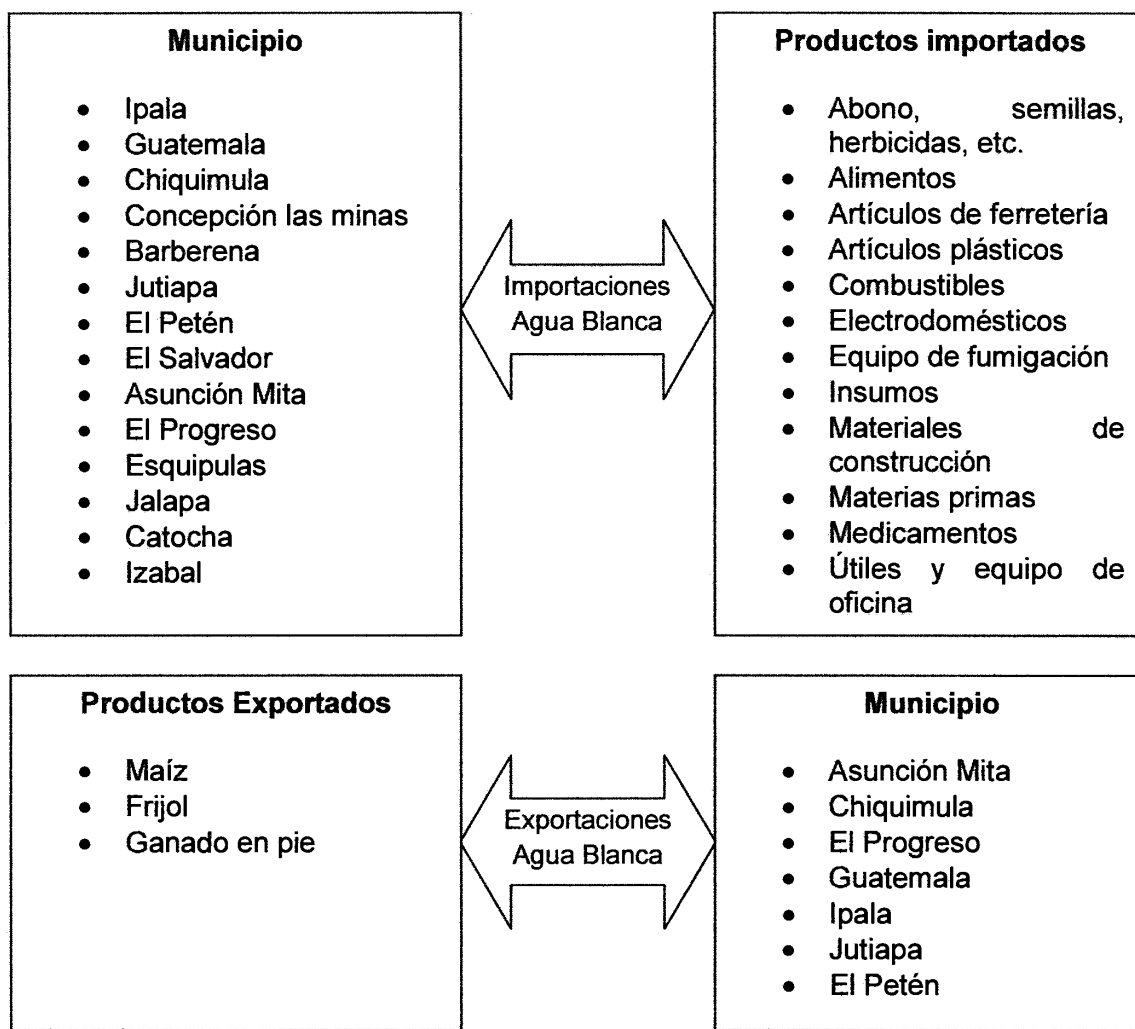 Municipio
• Ipala
• Guatemala
• Chiquimula
• Concepción las minas
• Barberena
• Jutiapa
• El Petén
• El Salvador
• Asunción Mita
• El Progreso
• Esquipulas
• Jalapa
• Catocha
• Izabal
Importaciones
Agua Blanca
Productos importados
• Abono, semillas,
herbicidas, etc.
• Alimentos
• Artículos de ferretería
• Artículos plásticos
• Combustibles
• Electrodomésticos
• Equipo de fumigación
• Insumos
• Materiales de
construcción
• Materias primas
• Medicamentos
• Útiles y equipo de
oficina
Productos Exportados
• Maíz
• Frijol
• Ganado en pie
Exportaciones
Agua Blanca
Municipio
• Asunción Mita
• Chiquimula
• El Progreso
• Guatemala
• Ipala
• Jutiapa
• El Petén